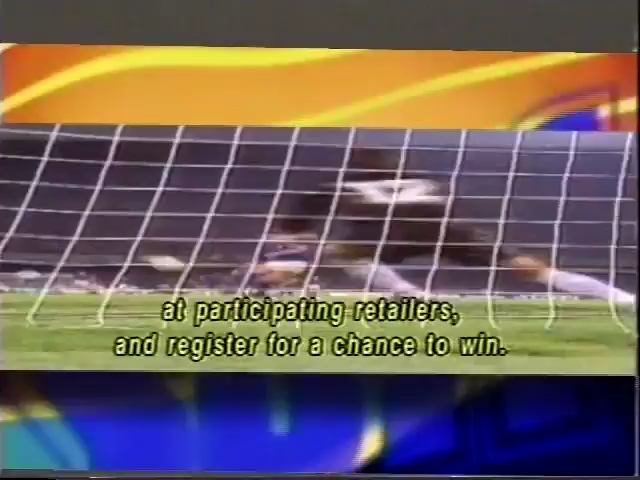 at participating retailers,
and register for a chance to win.